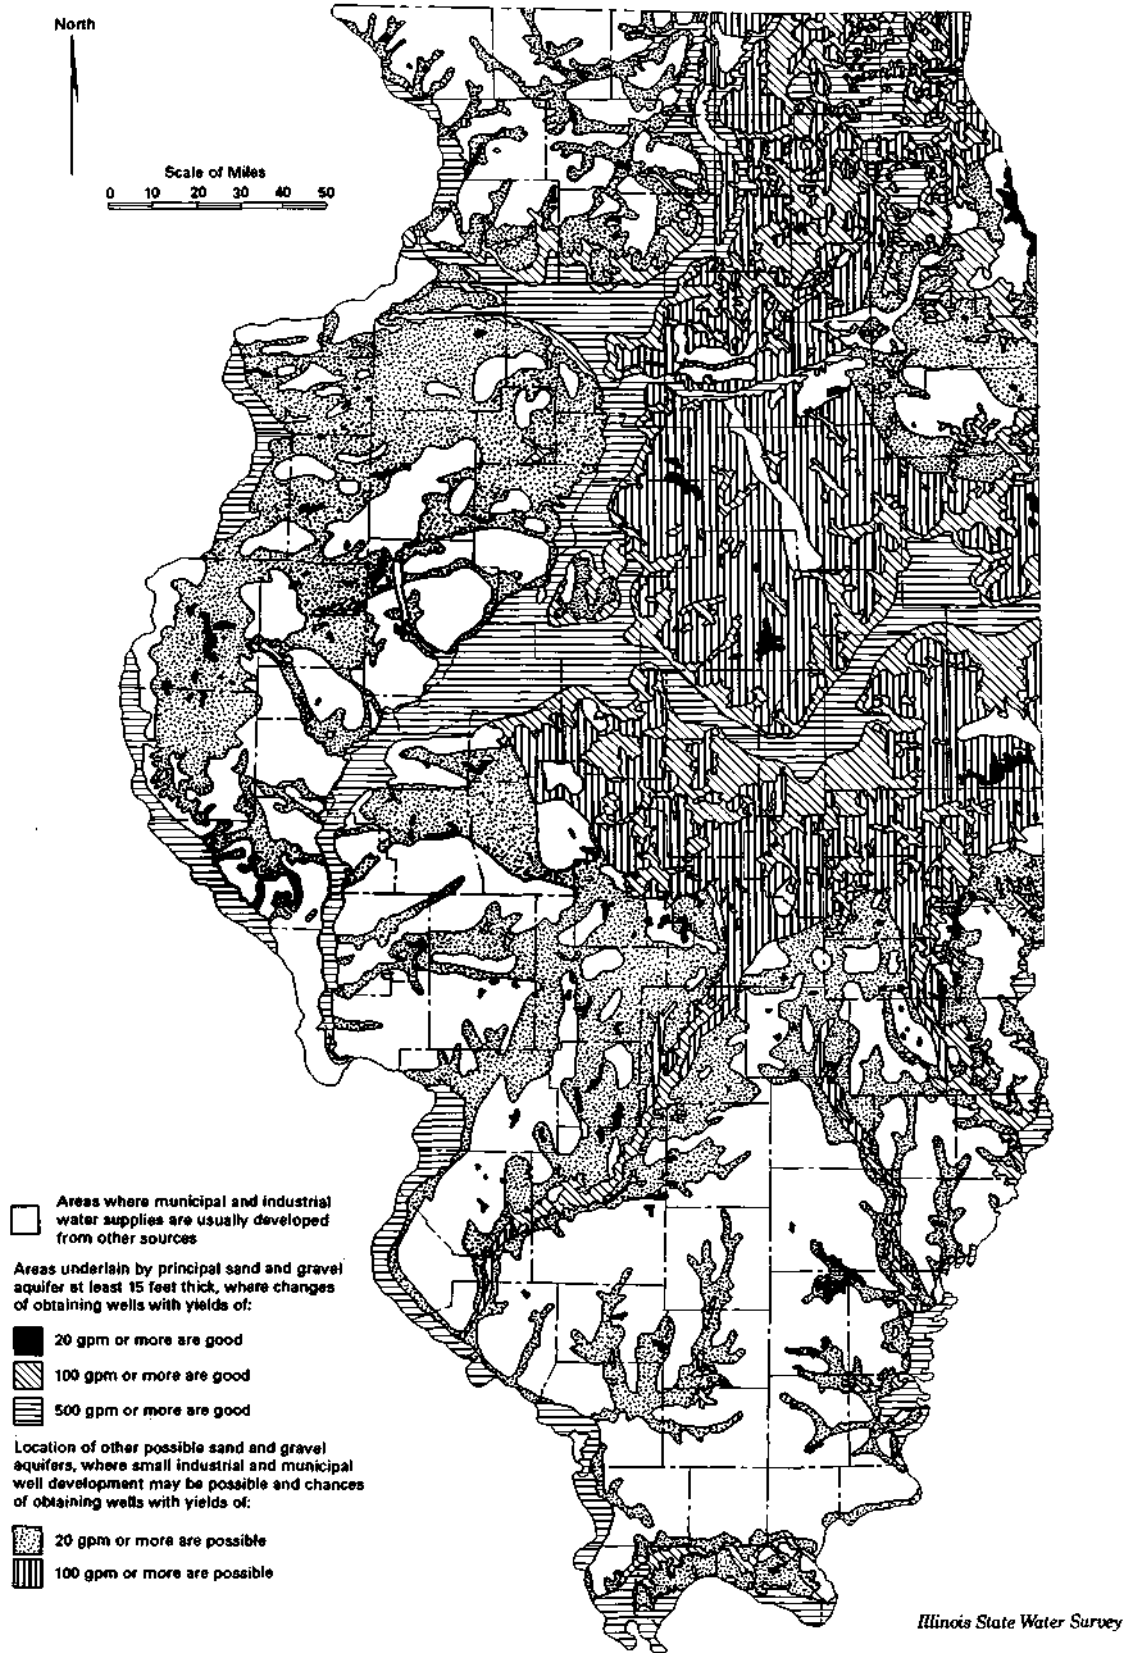 North
Scale of Miles
0 10 20 30 40 50
Areas where municipal and industrial
water supplies are usually developed
from other sources
Areas underlain by principal sand and gravel
aquifer at least 15 feet thick, where changes
of obtaining wells with yields of:
20 gpm or more are good
100 gpm or more are good
500 gpm or more are good
Location of other possible sand and gravel
aquifers, where small industrial and municipal
well development may be possible and chances
of obtaining wells with yields of:
20 gpm or more are possible
100 gpm or more are possible
Illinois State Water Survey